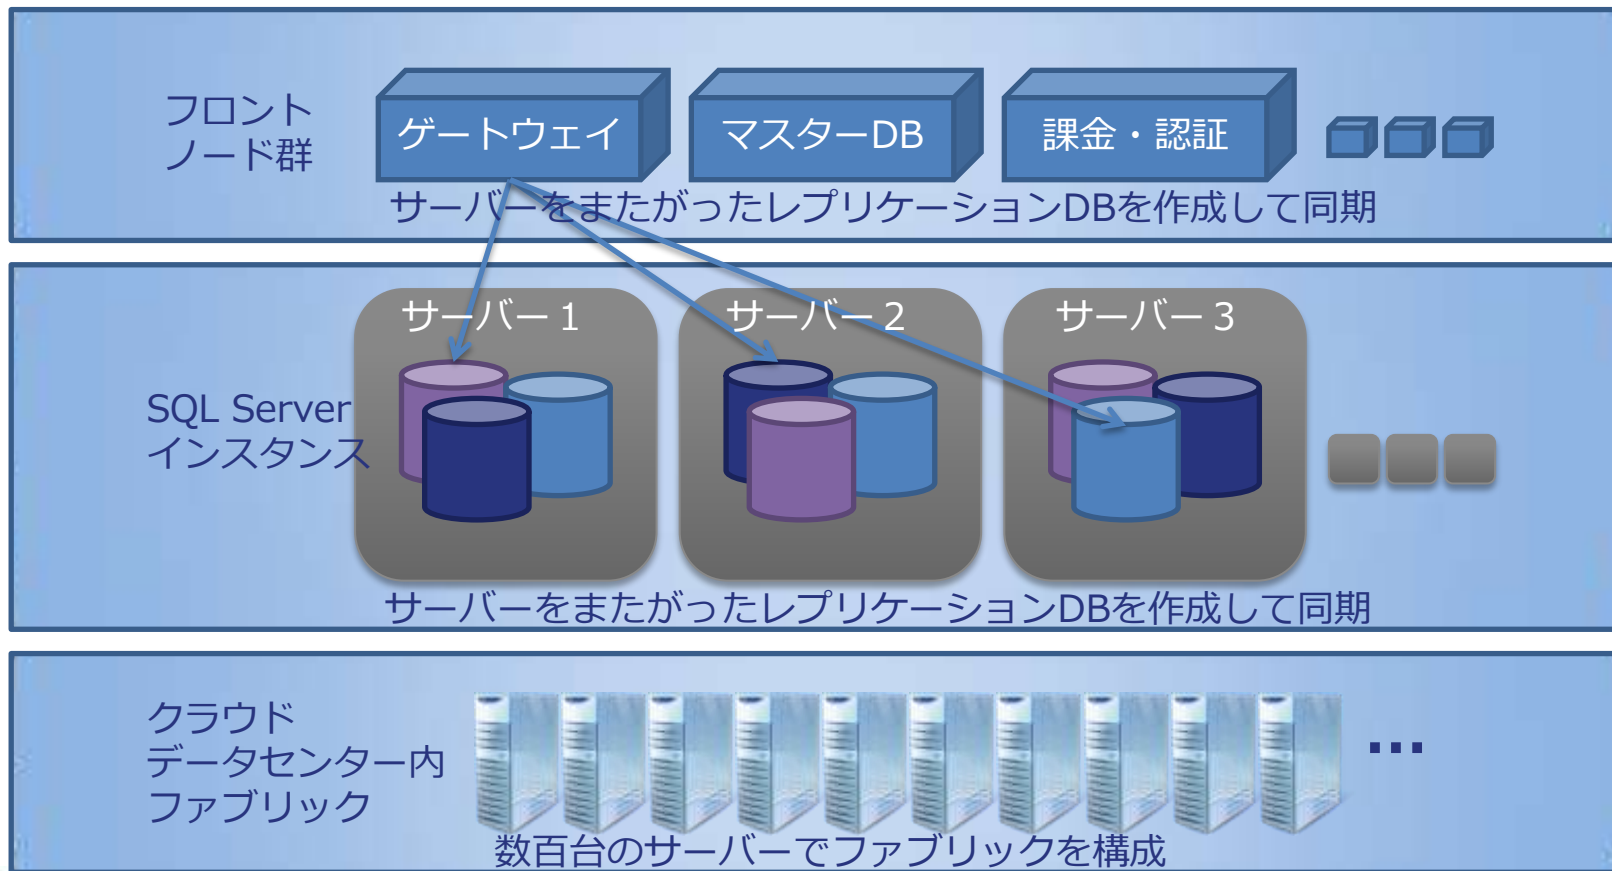 フロント
ノード群
ゲートウェイ
マスターDB
課金・認証
サーバーをまたがったレプリケーションDBを作成して同期
サーバー１
サーバー２
サーバー３
SQL Server
インスタンス
サーバーをまたがったレプリケーションDBを作成して同期
クラウド
データセンター内
ファブリック
…
数百台のサーバーでファブリックを構成